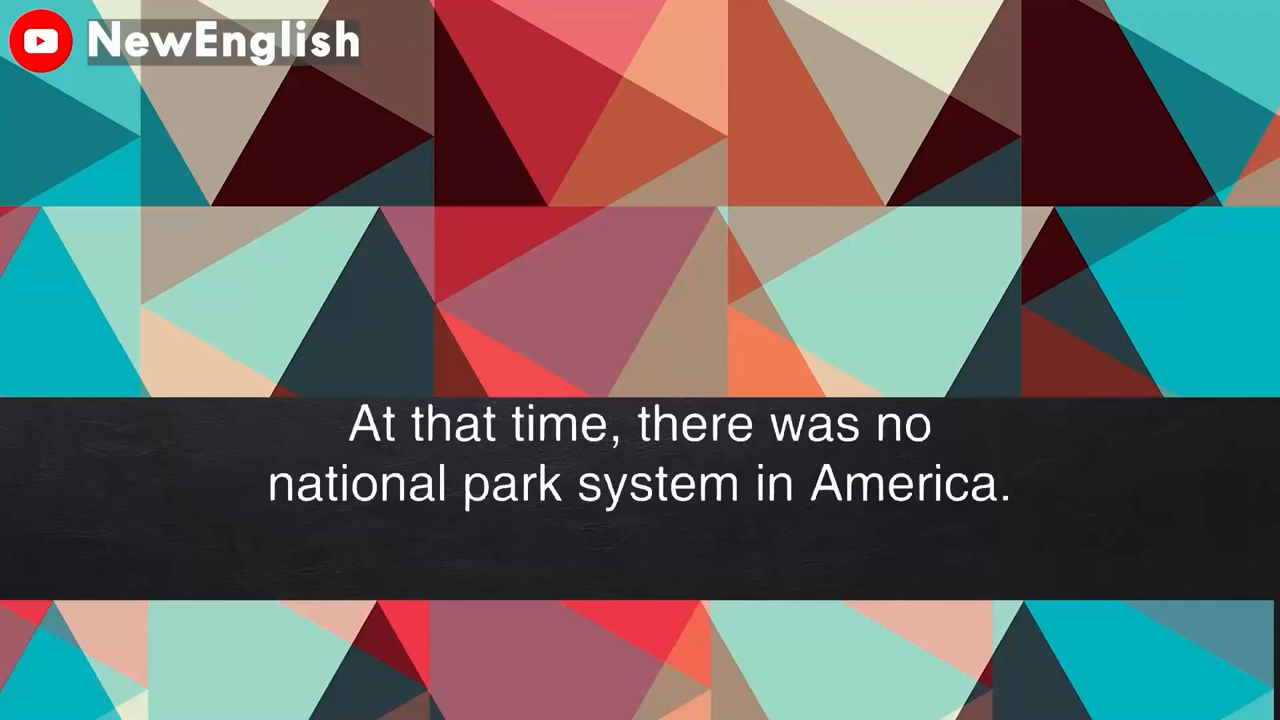 NewEnglish
At that time, there was no
national park system in America.